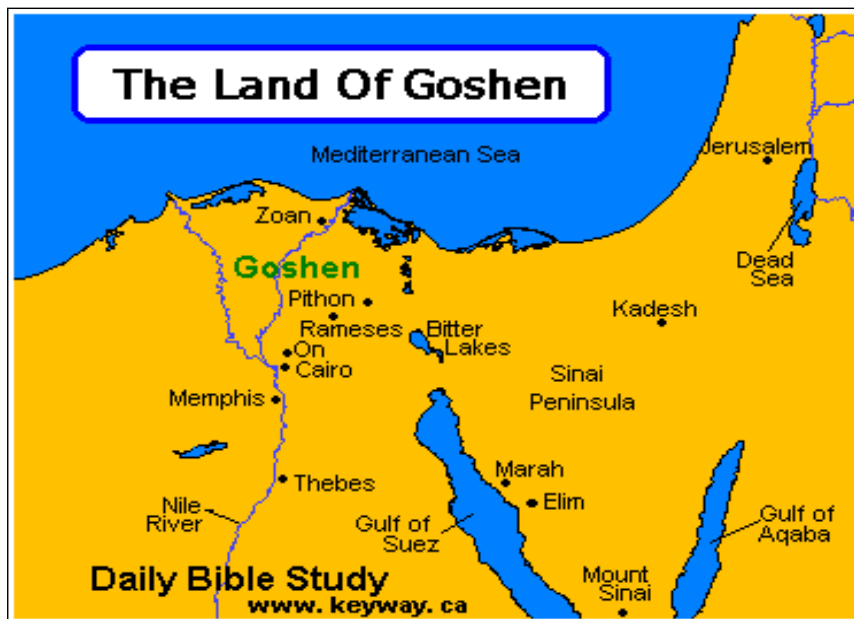 The Land Of Goshen
Mediterranean Sea
Jerusalem
Zoan
Goshen
Dead
Sea
Pithon
Kadesh
Rameses
Bitter
Lakes
On
Cairo
Sinai
Peninsula
Memphis
Marah
Thebes
Elim
Nile
River
Gulf of
Suez
Gulf of
Aqaba
Mount
Sinai
Daily Bible Study
www. keyway. ca